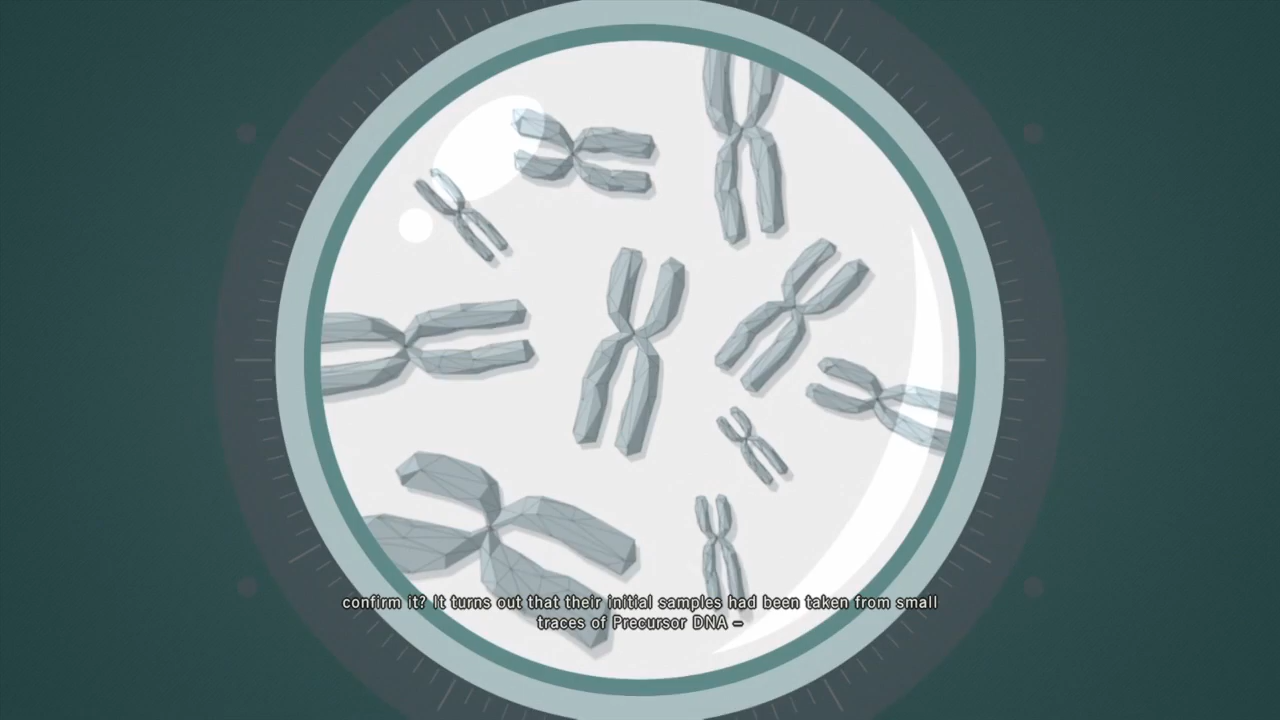 confirm it? It turns out that their initial samples had been taken from small
traces of Precursor DNA –